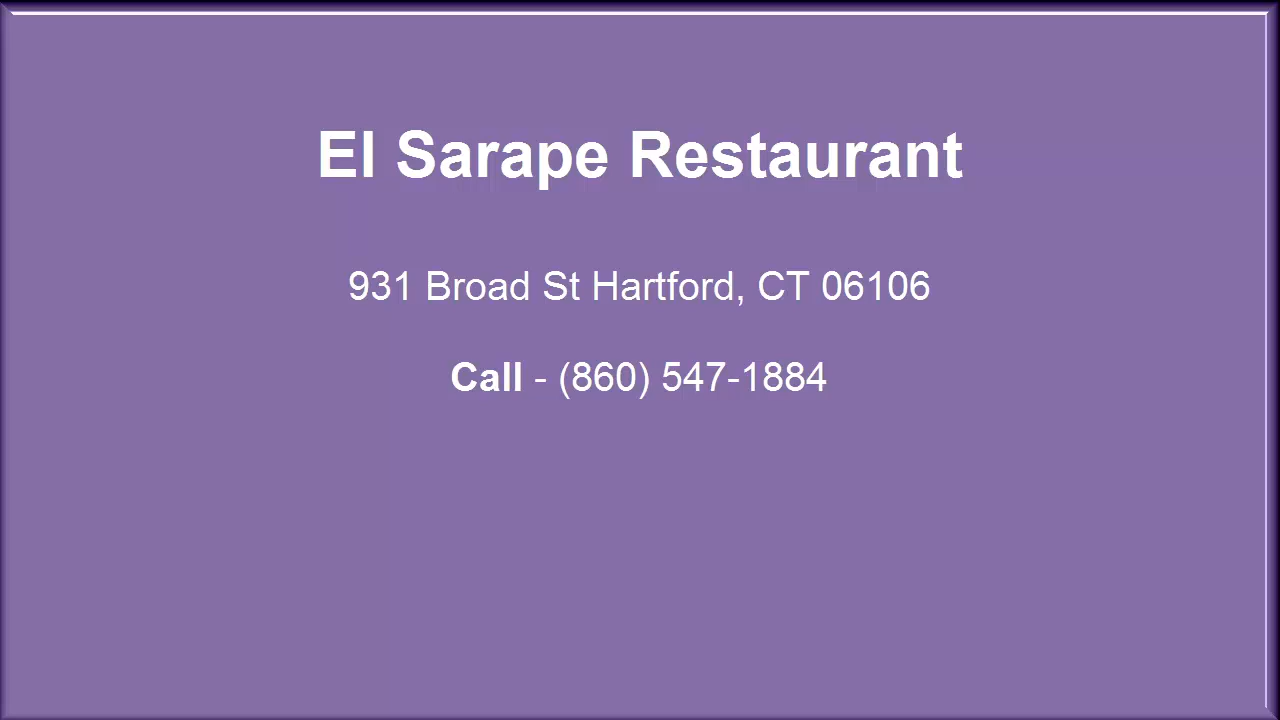 El Sarape Restaurant
931 Broad St Hartford, CT 06106
Call - (860) 547-1884